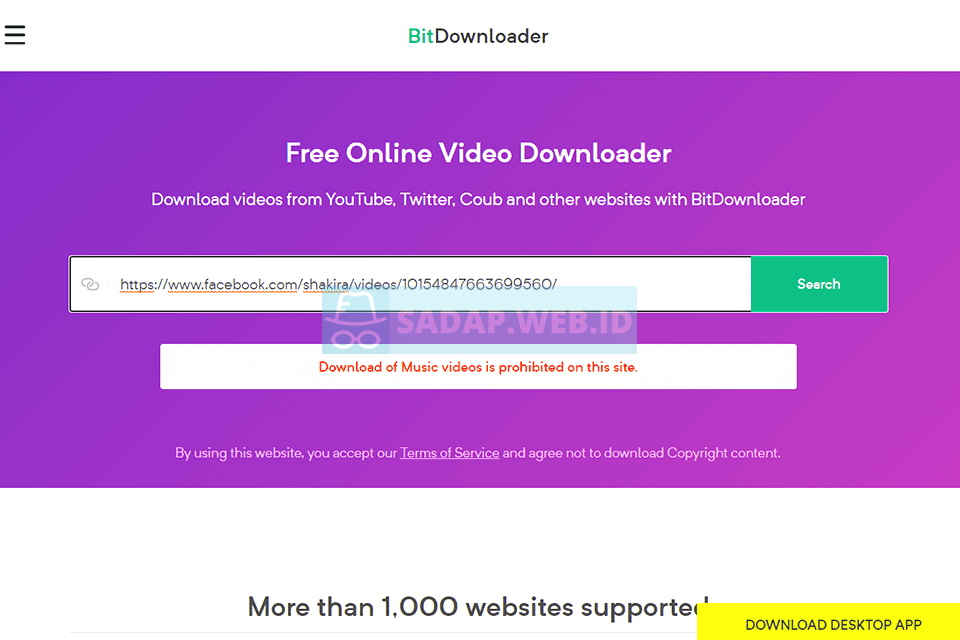 BitDownloader
Free Online Video Downloader
Download videos from YouTube, Twitter, Coub and other websites with BitDownloader
https://www.facebook.com/shakira/videos/10154847663699560/
Search
SADAP.WEB.ID
Download of Music videos is prohibited on this site.
By using this website, you accept our Terms of Service and agree not to download Copyright content.
More than 1,000 websites supported
DOWNLOAD DESKTOP APP